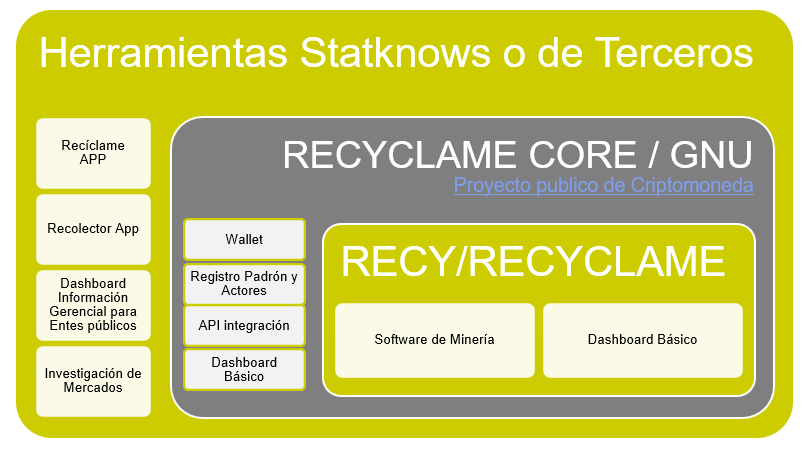 Herramientas Statknows o de Terceros
Recíclame
APP
Recolector App
Dashboard
Información
Gerencial para
Entes públicos
Investigación de
Mercados
RECYCLAME CORE / GNU
Proyecto publico de Criptomoneda
Wallet
Registro Padrón y
Actores
API integración
Dashboard
Básico
RECY/RECYCLAME
Software de Minería
Dashboard Básico